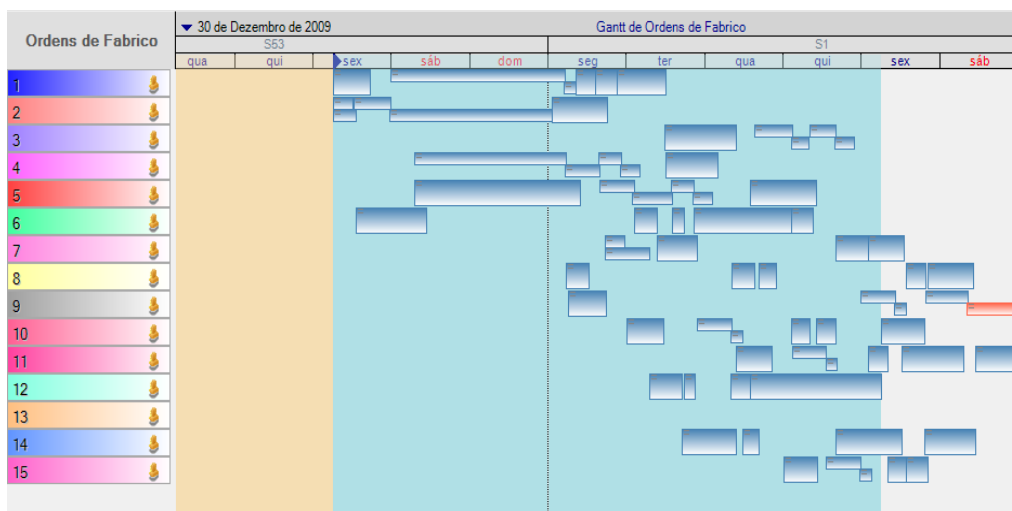 Ordens de Fabrico
30 de Dezembro de 2009
Gantt de Ordens de Fabrico
S53
S1
qua
qui
sex
sáb
dom
seg
ter
qua
qui
sex
sáb
1
2
3
4
5
6
7
8
9
10
11
12
13
14
15